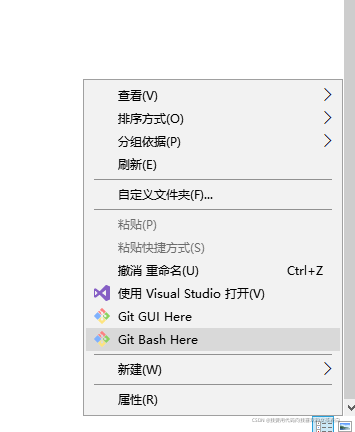 查看(V)
排序方式(O)
分组依据(P)
刷新(E)
自定义文件夹(F)...
粘贴(P)
粘贴快捷方式(S)
撤消 重命名(U) Ctrl+Z
使用 Visual Studio 打开(V)
Git GUI Here
Git Bash Here
新建(W)
属性(R)